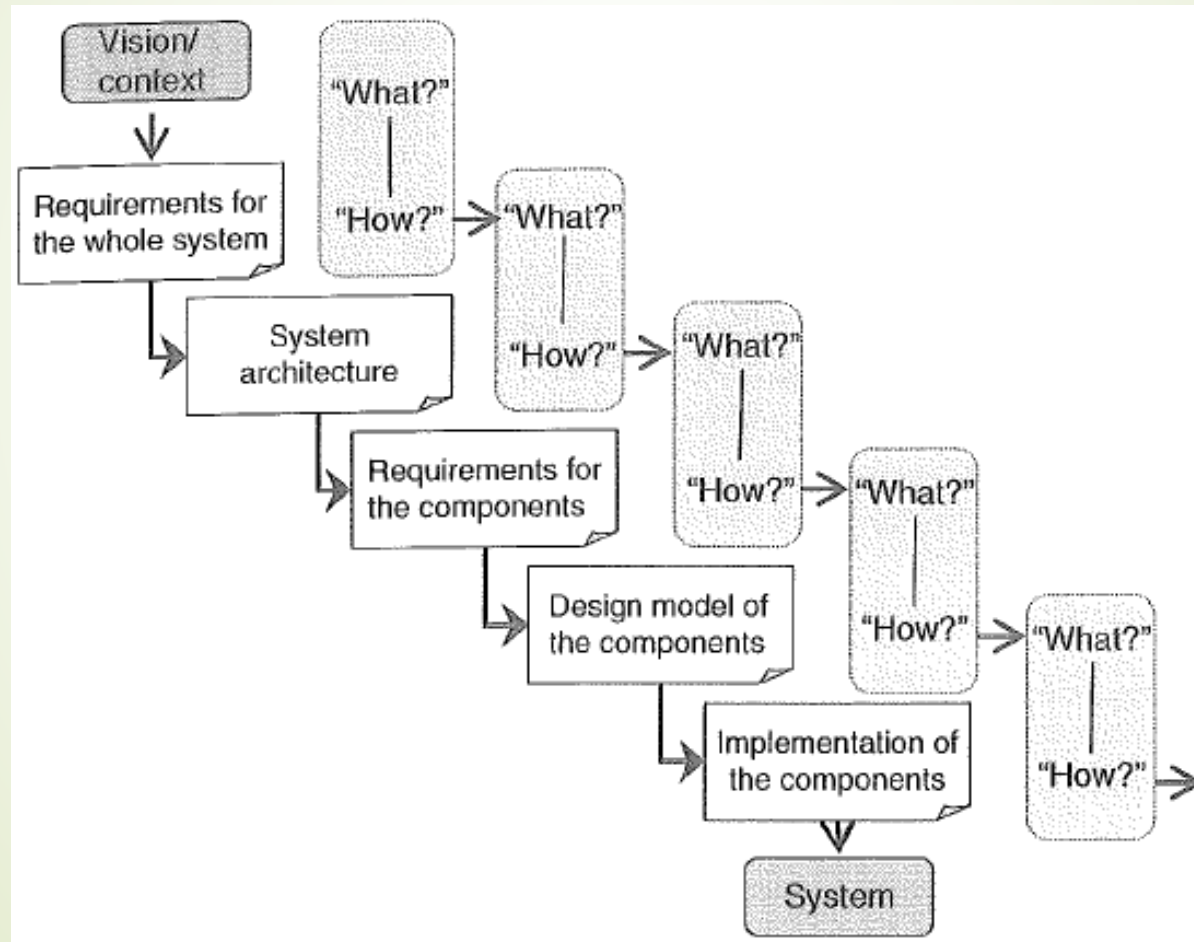 Vision/
context
Requirements for
the whole system
System
architecture
Requirements for
the components
Design model of
the components
Implementation of
the components
System
“What?”
“How?”
“What?”
“How?”
“What?”
“How?”
“What?”
“How?”
“What?”
“How?”